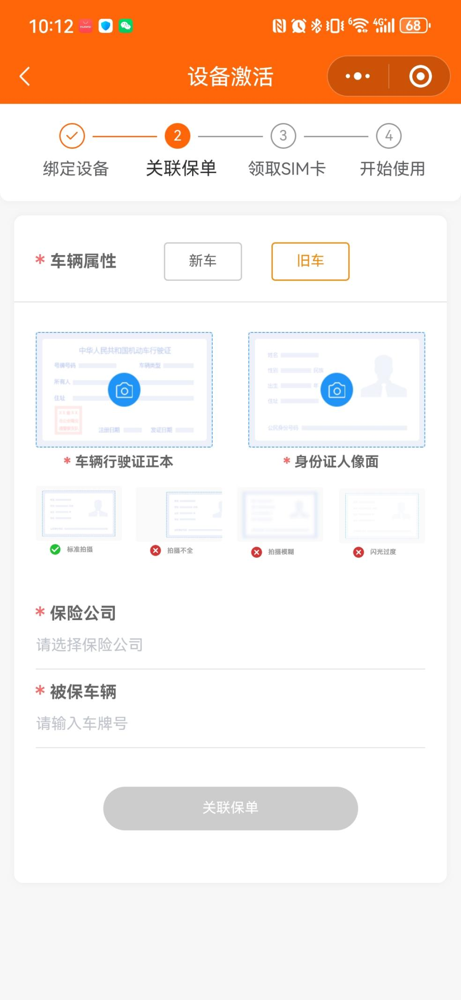 10:12
HUAWEI
6
4G+
68
设备激活
2
3
4
绑定设备
关联保单
领取SIM卡
开始使用
* 车辆属性
新车
旧车
中华人民共和国机动车行驶证
号牌号码
车辆类型
所有人
住址
注册日期
发证日期
姓名
性别
民族
出生
年
住址
公民身份号码
* 车辆行驶证正本
* 身份证人像面
标准拍摄
拍摄不全
拍摄模糊
闪光过度
* 保险公司
请选择保险公司
* 被保车辆
请输入车牌号
关联保单